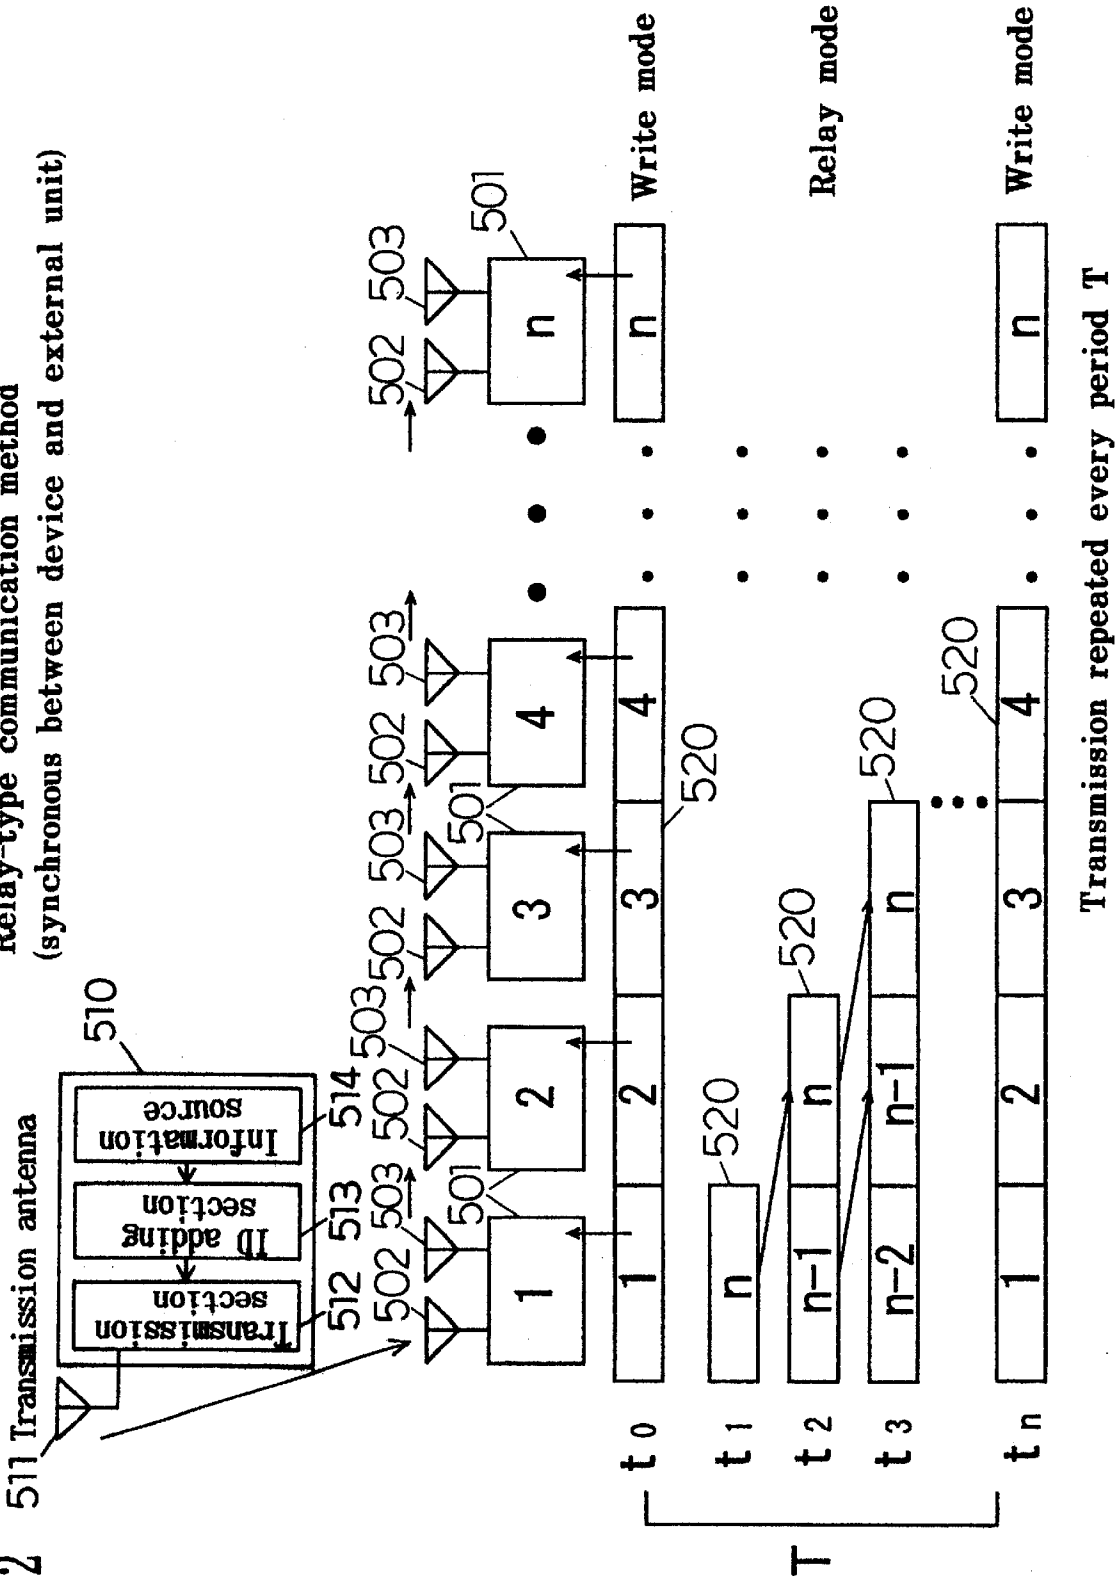 2
Relay-type communication method
(synchronous between device and external unit)
511 Transmission antenna
510
Transmission
section
ID adding
section
Information
source
512
513
514
502
503
502
503
502
503
502
503
502
503
501
501
501
1
2
3
4
n
t0
1
2
3
4
n
Write mode
520
t1
n
520
t2
n-1
n
520
Relay mode
t3
n-2
n-1
n
520
520
tn
1
2
3
4
n
Write mode
T
Transmission repeated every period T